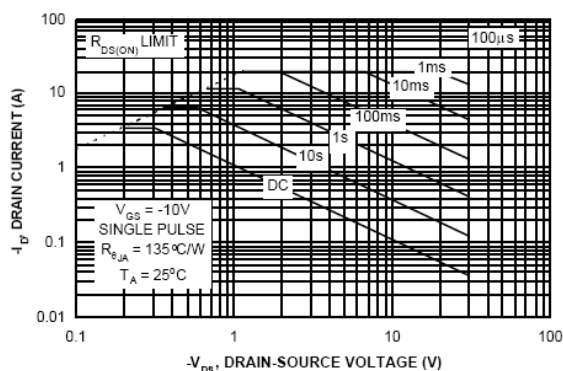 100
R_DS(ON) LIMIT
100µs
1ms
10ms
10
100ms
1s
10s
1
DC
V_GS = -10V
SINGLE PULSE
R_θJA = 135°C/W
T_A = 25°C
0.1
0.01
0.1
1
10
100
-I_D, DRAIN CURRENT (A)
-V_DS, DRAIN-SOURCE VOLTAGE (V)